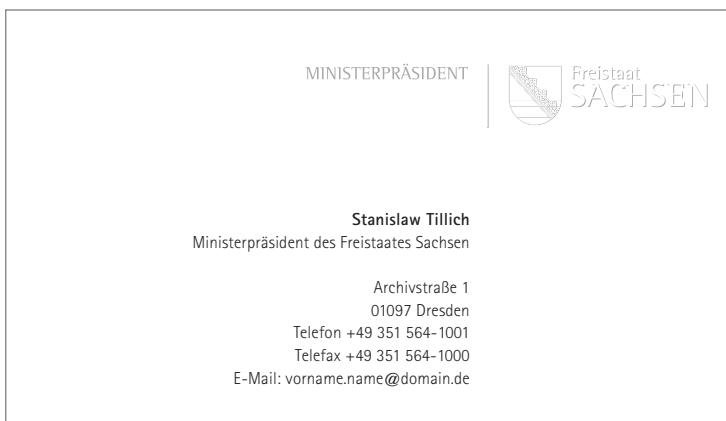 MINISTERPRÄSIDENT
Freistaat
SACHSEN
Stanislaw Tillich
Ministerpräsident des Freistaates Sachsen
Archivstraße 1
01097 Dresden
Telefon +49 351 564-1001
Telefax +49 351 564-1000
E-Mail: vorname.name@domain.de